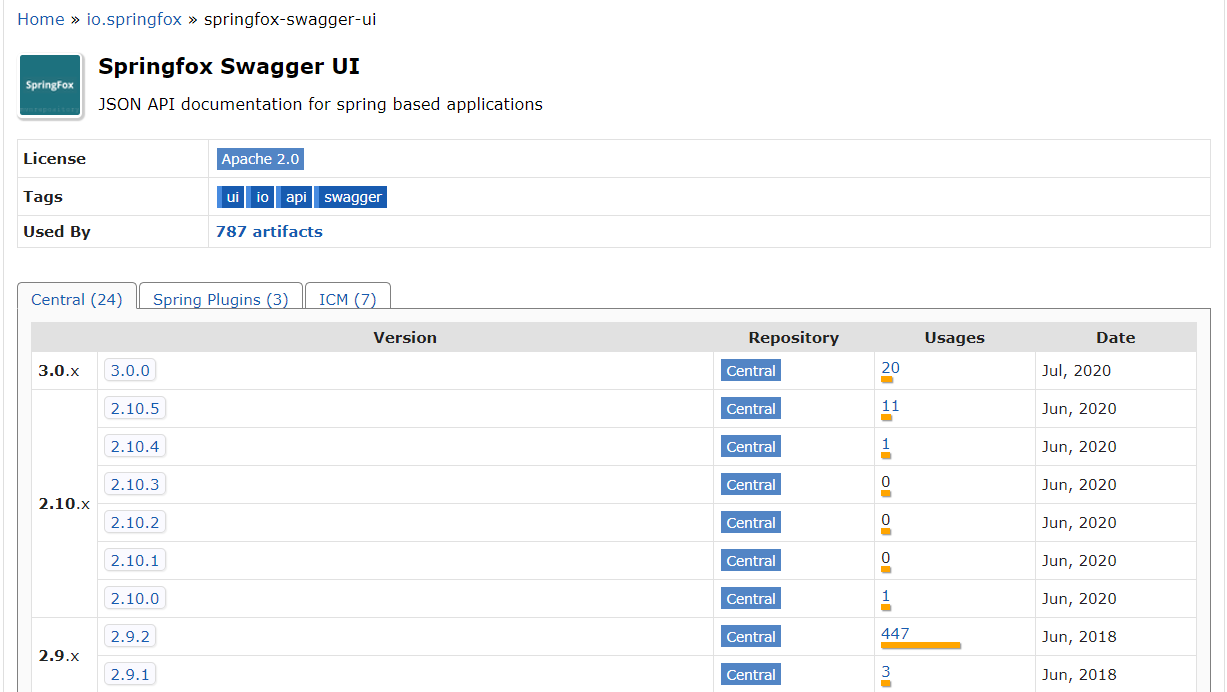 Home » io.springfox » springfox-swagger-ui
SpringFox
Springfox Swagger UI
JSON API documentation for spring based applications
License Apache 2.0
Tags ui io api swagger
Used By 787 artifacts
Central (24) Spring Plugins (3) ICM (7)
Version Repository Usages Date
3.0.x 3.0.0 Central 20 Jul, 2020
2.10.5 Central 11 Jun, 2020
2.10.4 Central 1 Jun, 2020
2.10.3 Central 0 Jun, 2020
2.10.x
2.10.2 Central 0 Jun, 2020
2.10.1 Central 0 Jun, 2020
2.10.0 Central 1 Jun, 2020
2.9.2 Central 447 Jun, 2018
2.9.x
2.9.1 Central 3 Jun, 2018